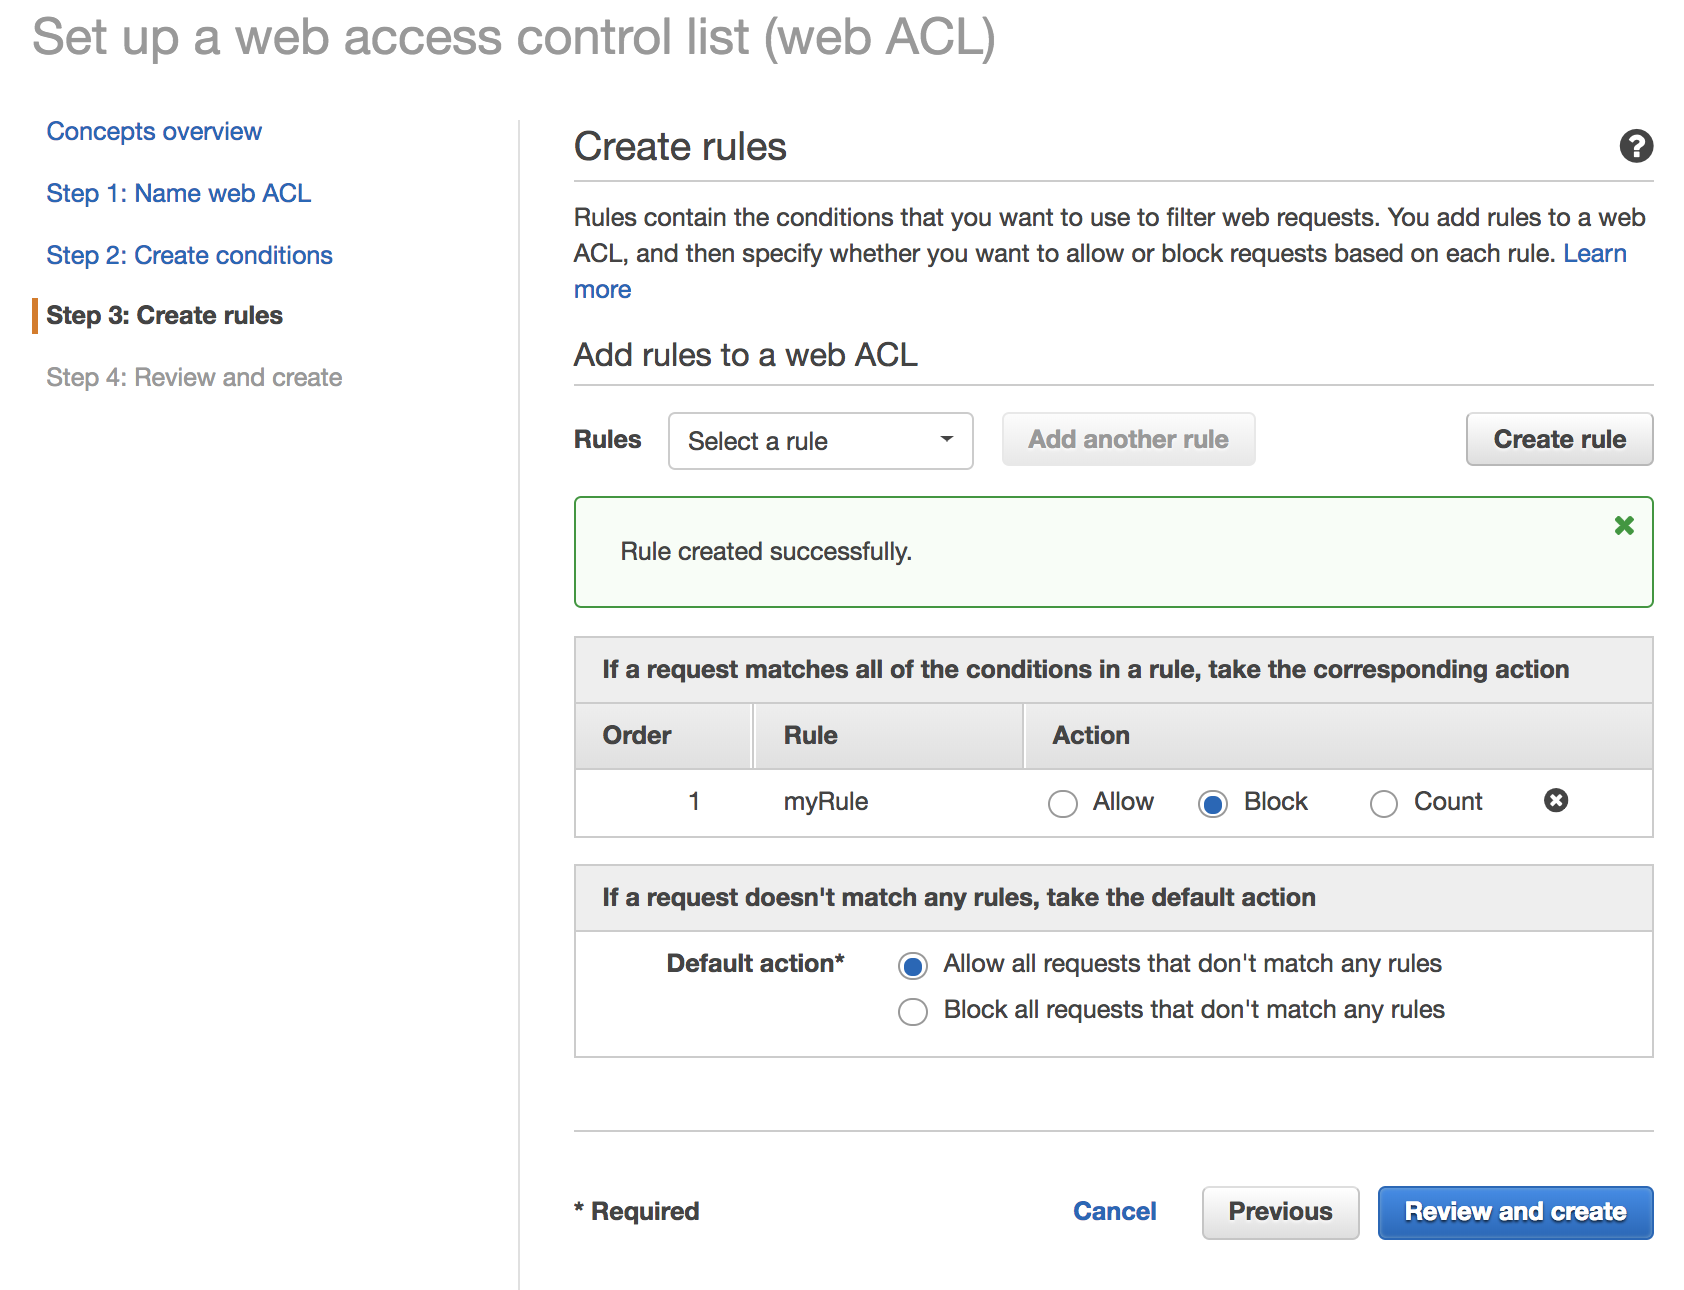 Set up a web access control list (web ACL)
Concepts overview
Step 1: Name web ACL
Step 2: Create conditions
Step 3: Create rules
Step 4: Review and create
Create rules
Rules contain the conditions that you want to use to filter web requests. You add rules to a web
ACL, and then specify whether you want to allow or block requests based on each rule. Learn
more
Add rules to a web ACL
Rules Select a rule Add another rule Create rule
Rule created successfully.
If a request matches all of the conditions in a rule, take the corresponding action
Order Rule Action
1 myRule Allow Block Count
If a request doesn't match any rules, take the default action
Default action* Allow all requests that don't match any rules
Block all requests that don't match any rules
* Required Cancel Previous Review and create